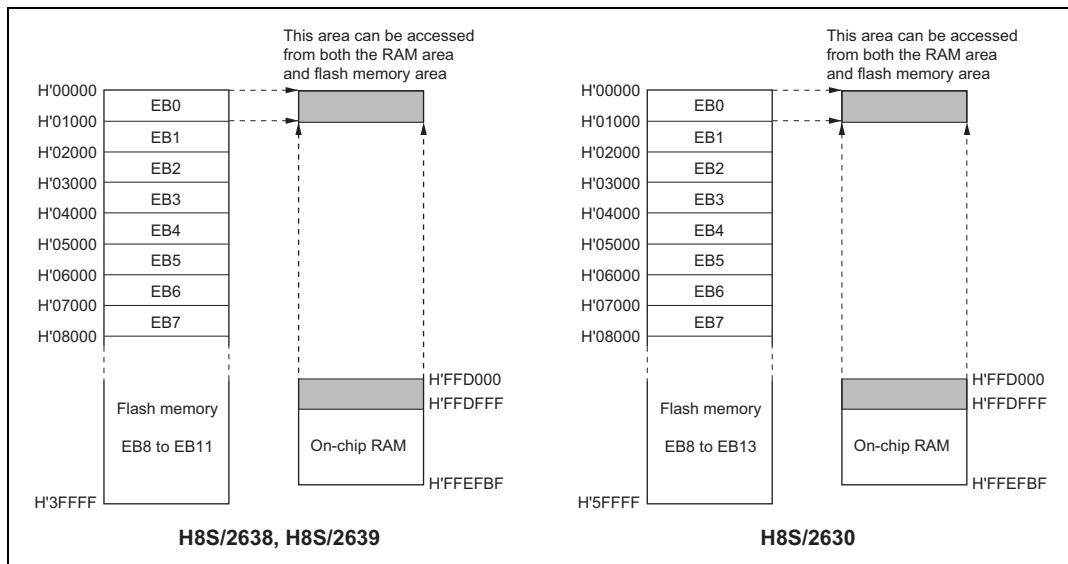 This area can be accessed
from both the RAM area
and flash memory area
H'00000
EB0
H'01000
EB1
H'02000
EB2
H'03000
EB3
H'04000
EB4
H'05000
EB5
H'06000
EB6
H'07000
EB7
H'08000
H'FFD000
H'FFDFFF
Flash memory
EB8 to EB11
On-chip RAM
H'FFEFBF
H'3FFFF
H8S/2638, H8S/2639
This area can be accessed
from both the RAM area
and flash memory area
H'00000
EB0
H'01000
EB1
H'02000
EB2
H'03000
EB3
H'04000
EB4
H'05000
EB5
H'06000
EB6
H'07000
EB7
H'08000
H'FFD000
H'FFDFFF
Flash memory
EB8 to EB13
On-chip RAM
H'FFEFBF
H'5FFFF
H8S/2630